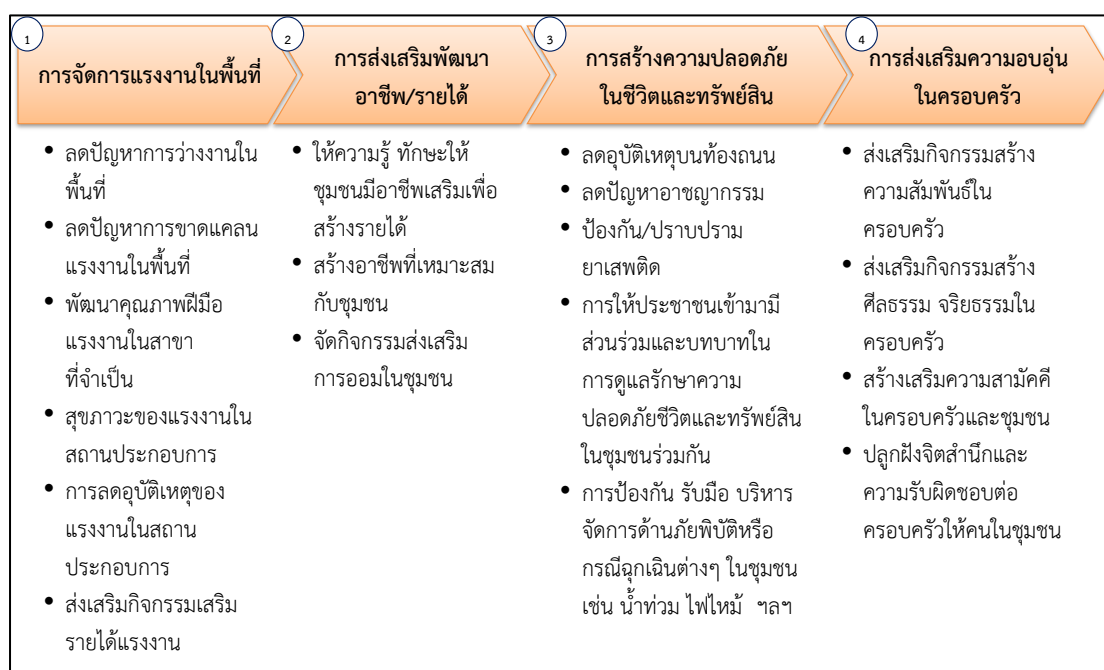 1
การจัดการแรงงานในพื้นที่
• ลดปัญหาการว่างงานใน
พื้นที่
• ลดปัญหาการขาดแคลน
แรงงานในพื้นที่
• พัฒนาคุณภาพฝีมือ
แรงงานในสาขา
ที่จำเป็น
• สุขภาวะของแรงงานใน
สถานประกอบการ
• การลดอุบัติเหตุของ
แรงงานในสถาน
ประกอบการ
• ส่งเสริมกิจกรรมเสริม
รายได้แรงงาน
2
การส่งเสริมพัฒนา
อาชีพ/รายได้
• ให้ความรู้ ทักษะให้
ชุมชนมีอาชีพเสริมเพื่อ
สร้างรายได้
• สร้างอาชีพที่เหมาะสม
กับชุมชน
• จัดกิจกรรมส่งเสริม
การออมในชุมชน
3
การสร้างความปลอดภัย
ในชีวิตและทรัพย์สิน
• ลดอุบัติเหตุบนท้องถนน
• ลดปัญหาอาชญากรรม
• ป้องกัน/ปราบปราม
ยาเสพติด
• การให้ประชาชนเข้ามามี
ส่วนร่วมและบทบาทใน
การดูแลรักษาความ
ปลอดภัยชีวิตและทรัพย์สิน
ในชุมชนร่วมกัน
• การป้องกัน รับมือ บริหาร
จัดการด้านภัยพิบัติหรือ
กรณีฉุกเฉินต่างๆ ในชุมชน
เช่น น้ำท่วม ไฟไหม้ ฯลฯ
4
การส่งเสริมความอบอุ่น
ในครอบครัว
• ส่งเสริมกิจกรรมสร้าง
ความสัมพันธ์ใน
ครอบครัว
• ส่งเสริมกิจกรรมสร้าง
ศีลธรรม จริยธรรมใน
ครอบครัว
• สร้างเสริมความสามัคคี
ในครอบครัวและชุมชน
• ปลูกฝังจิตสำนึกและ
ความรับผิดชอบต่อ
ครอบครัวให้คนในชุมชน